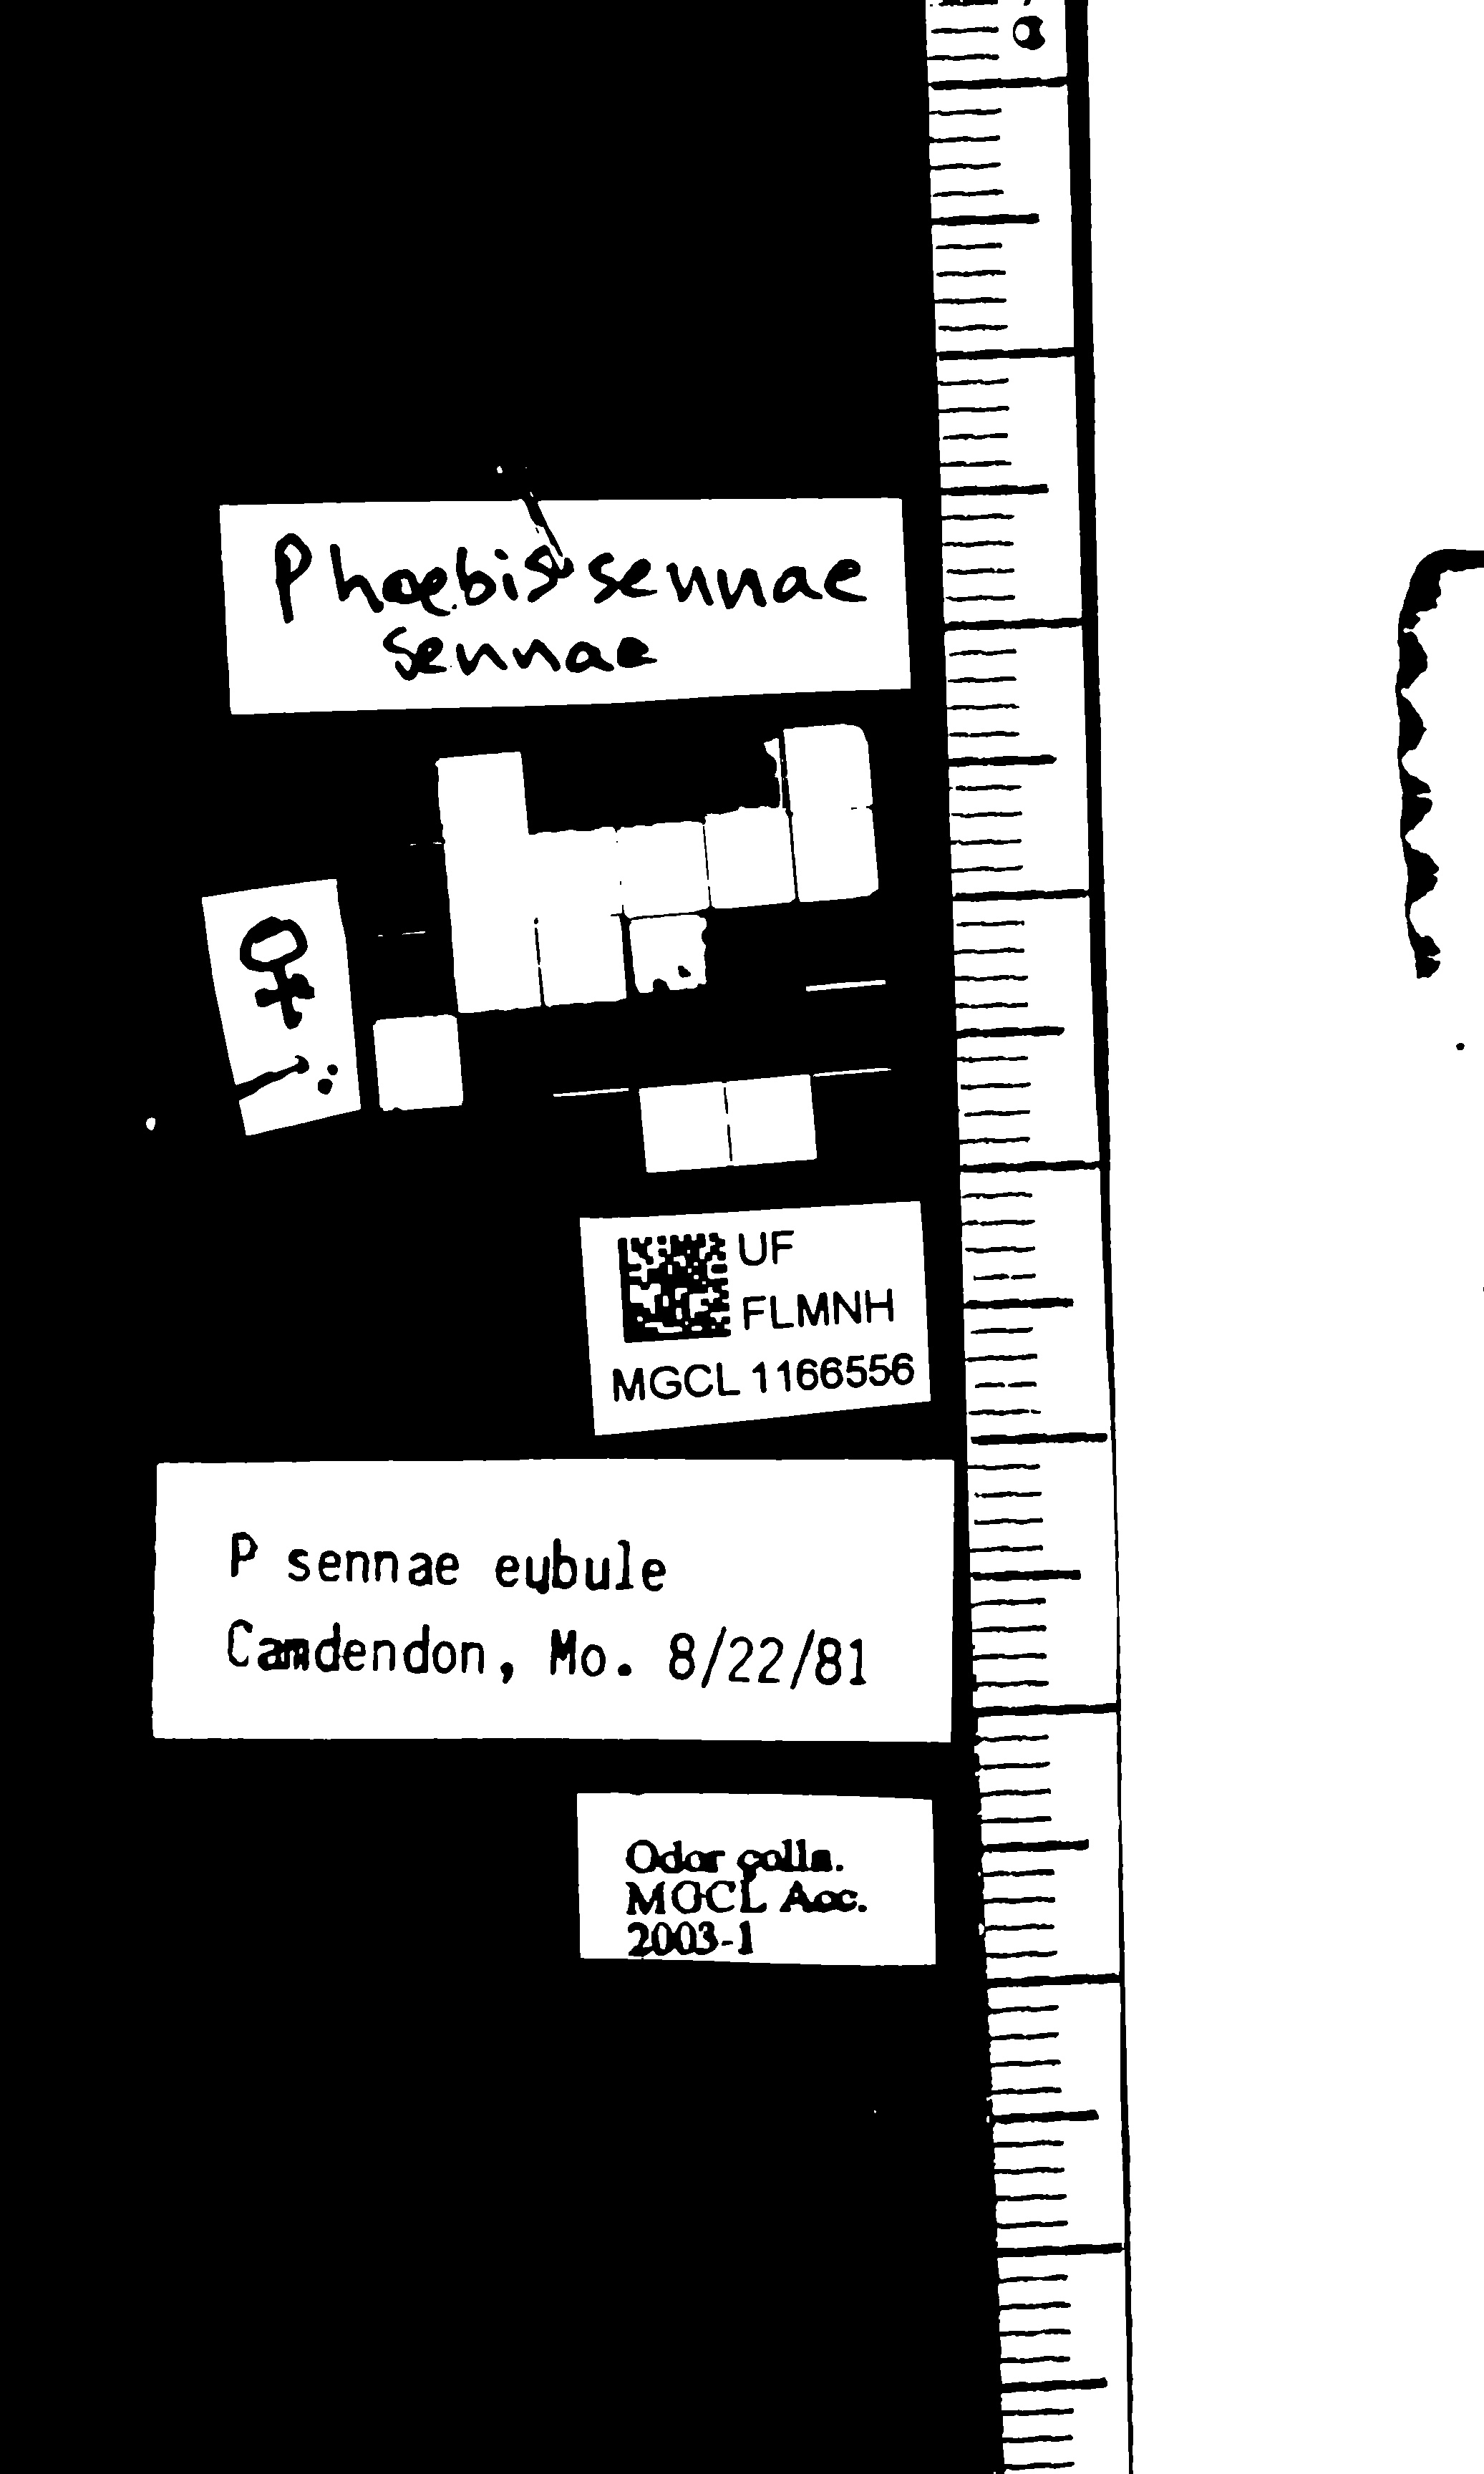 Phoebis sennae
sennae
♀
UF
FLMNH
MGCL 1166556
P sennae eubule
Camdendon, Mo. 8/22/81
Odor colln.
MGCL Acc.
2003-1